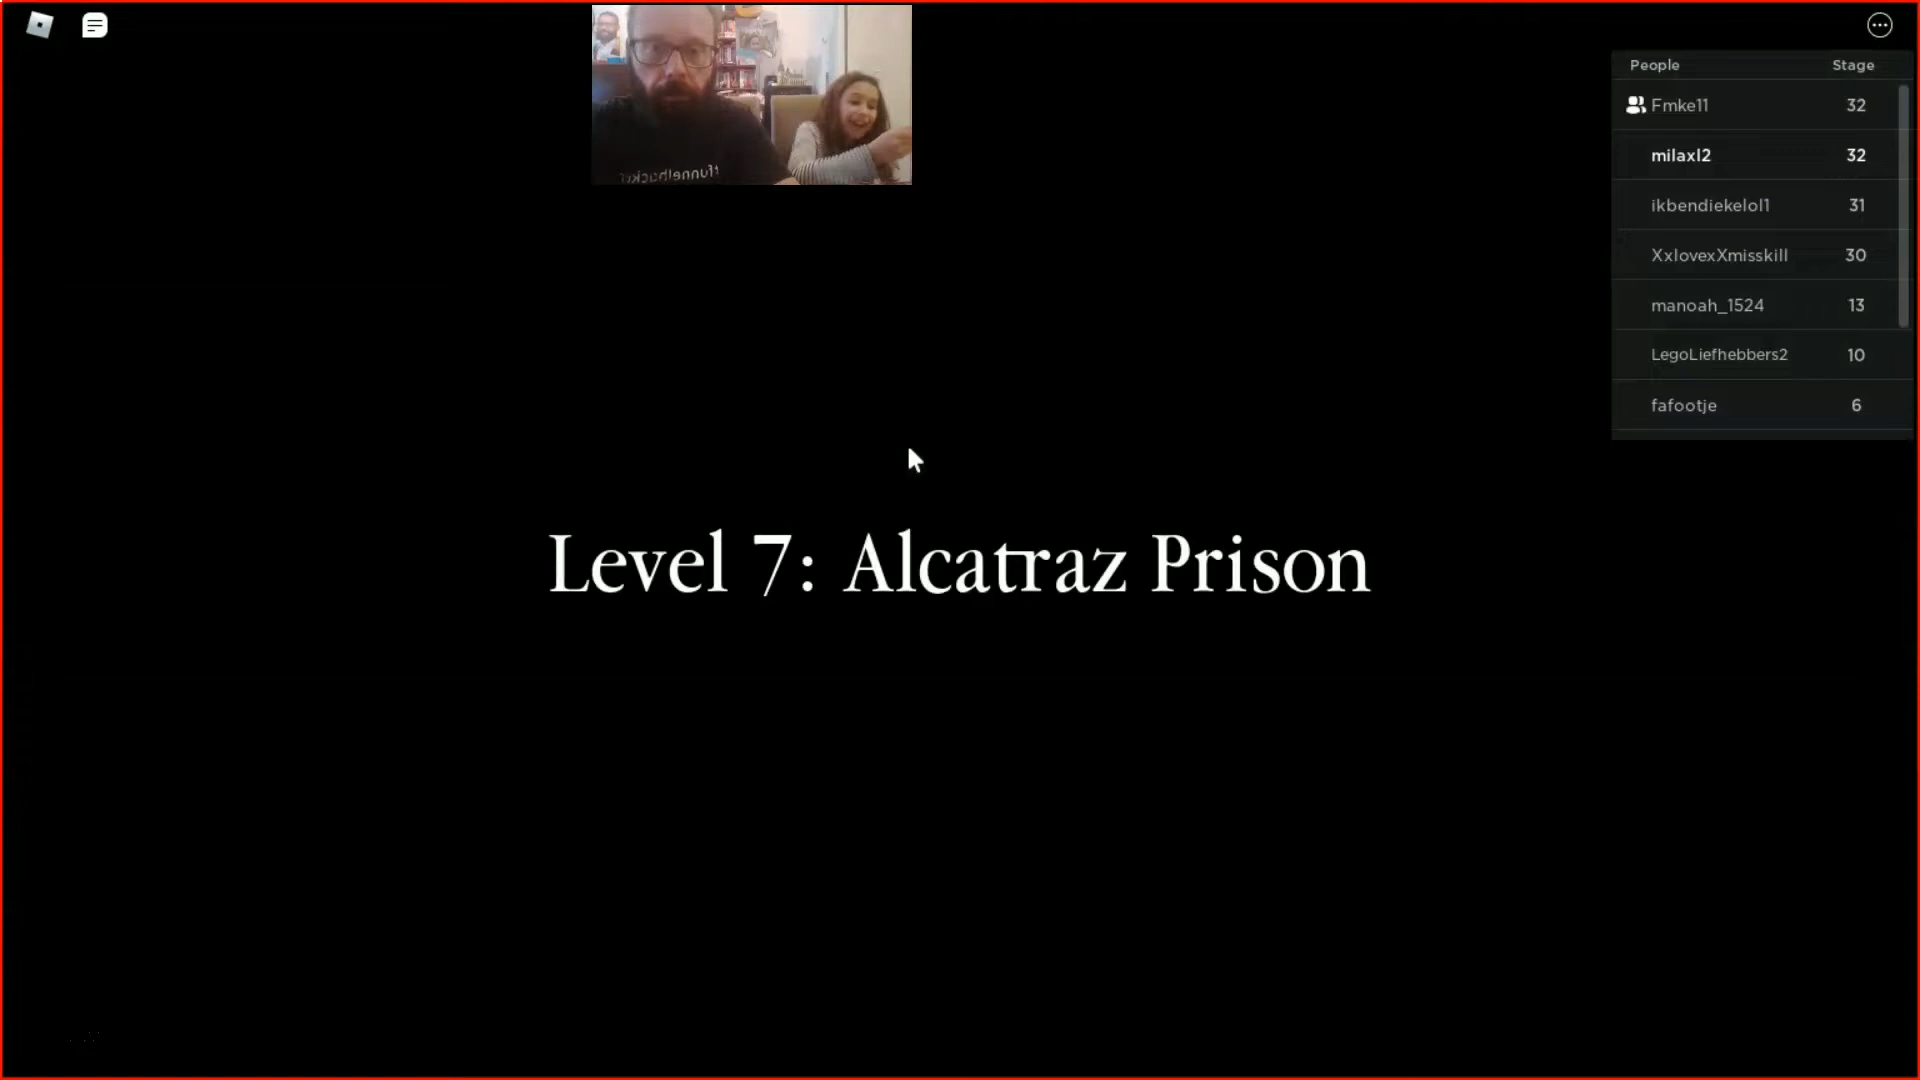 People Stage
Fmke11 32
milaxl2 32
ikbendiekelol1 31
XxlovexXmisskill 30
manoah_1524 13
LegoLiefhebbers2 10
fafootje 6
Level 7: Alcatraz Prison